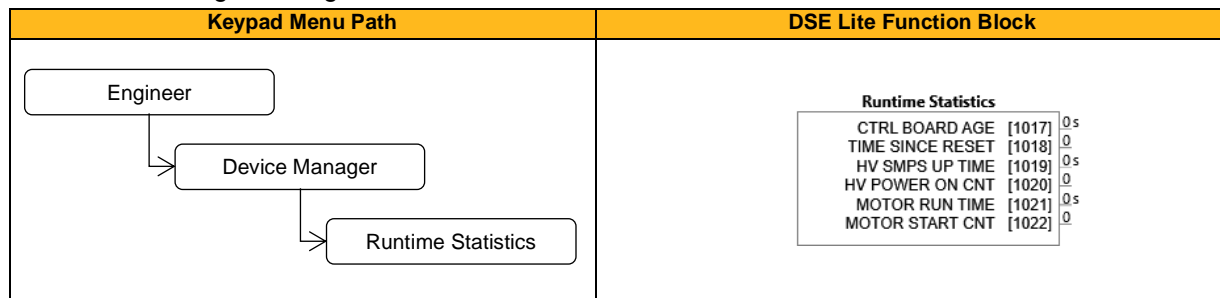 Keypad Menu Path
DSE Lite Function Block
Engineer
Device Manager
Runtime Statistics
Runtime Statistics
CTRL BOARD AGE [1017] 0 s
TIME SINCE RESET [1018] 0
HV SMPS UP TIME [1019] 0 s
HV POWER ON CNT [1020] 0
MOTOR RUN TIME [1021] 0 s
MOTOR START CNT [1022] 0